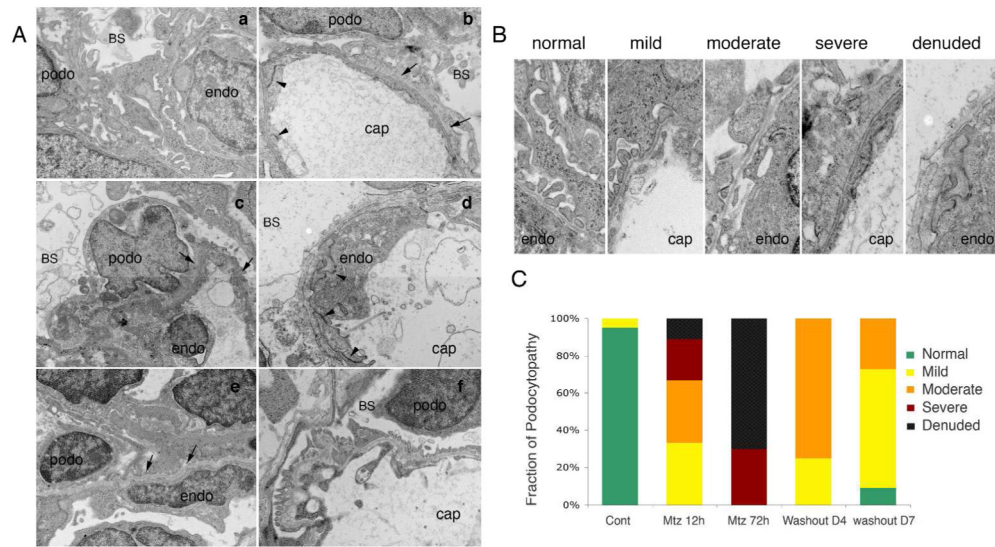 A
a
BS
podo
endo
b
podo
BS
cap
c
BS
podo
endo
d
BS
endo
cap
e
podo
endo
f
BS
podo
cap
B
normal mild moderate severe denuded
endo cap endo cap endo
C
Fraction of Podocytopathy
100%
80%
60%
40%
20%
0%
Cont Mtz 12h Mtz 72h Washout D4 washout D7
Normal
Mild
Moderate
Severe
Denuded